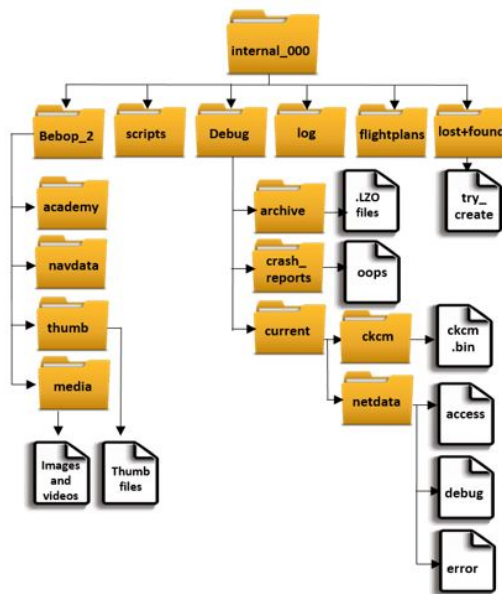 internal_000
Bebop_2
scripts
Debug
log
flightplans
lost+found
academy
navdata
thumb
media
Images
and
videos
Thumb
files
archive
.LZO
files
crash_
reports
oops
current
ckcm
ckcm
.bin
netdata
access
debug
error
try_
create